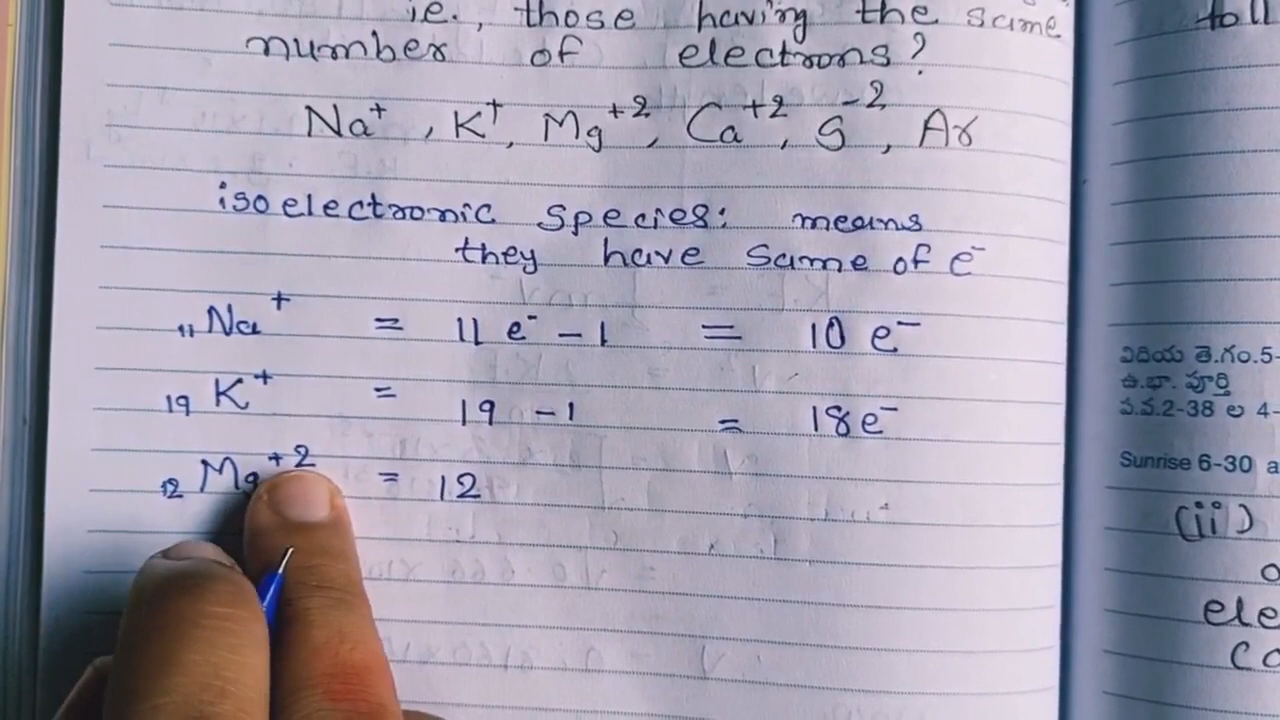 i.e., those having the same
number of electrons?
Na⁺, K⁺, Mg⁺², Ca⁺², S⁻², Ar
isoelectronic species: means
they have same of e⁻
₁₁Na⁺ = 11 e⁻ – 1 = 10 e⁻
₁₉K⁺ = 19 – 1 = 18 e⁻
₁₂Mg⁺² = 12
foll
విదియ తె.గం.5-
ఉ.భా. పూర్తి
ప.వ.2-38 ల 4-
Sunrise 6-30 a
(ii)
o
ele
co